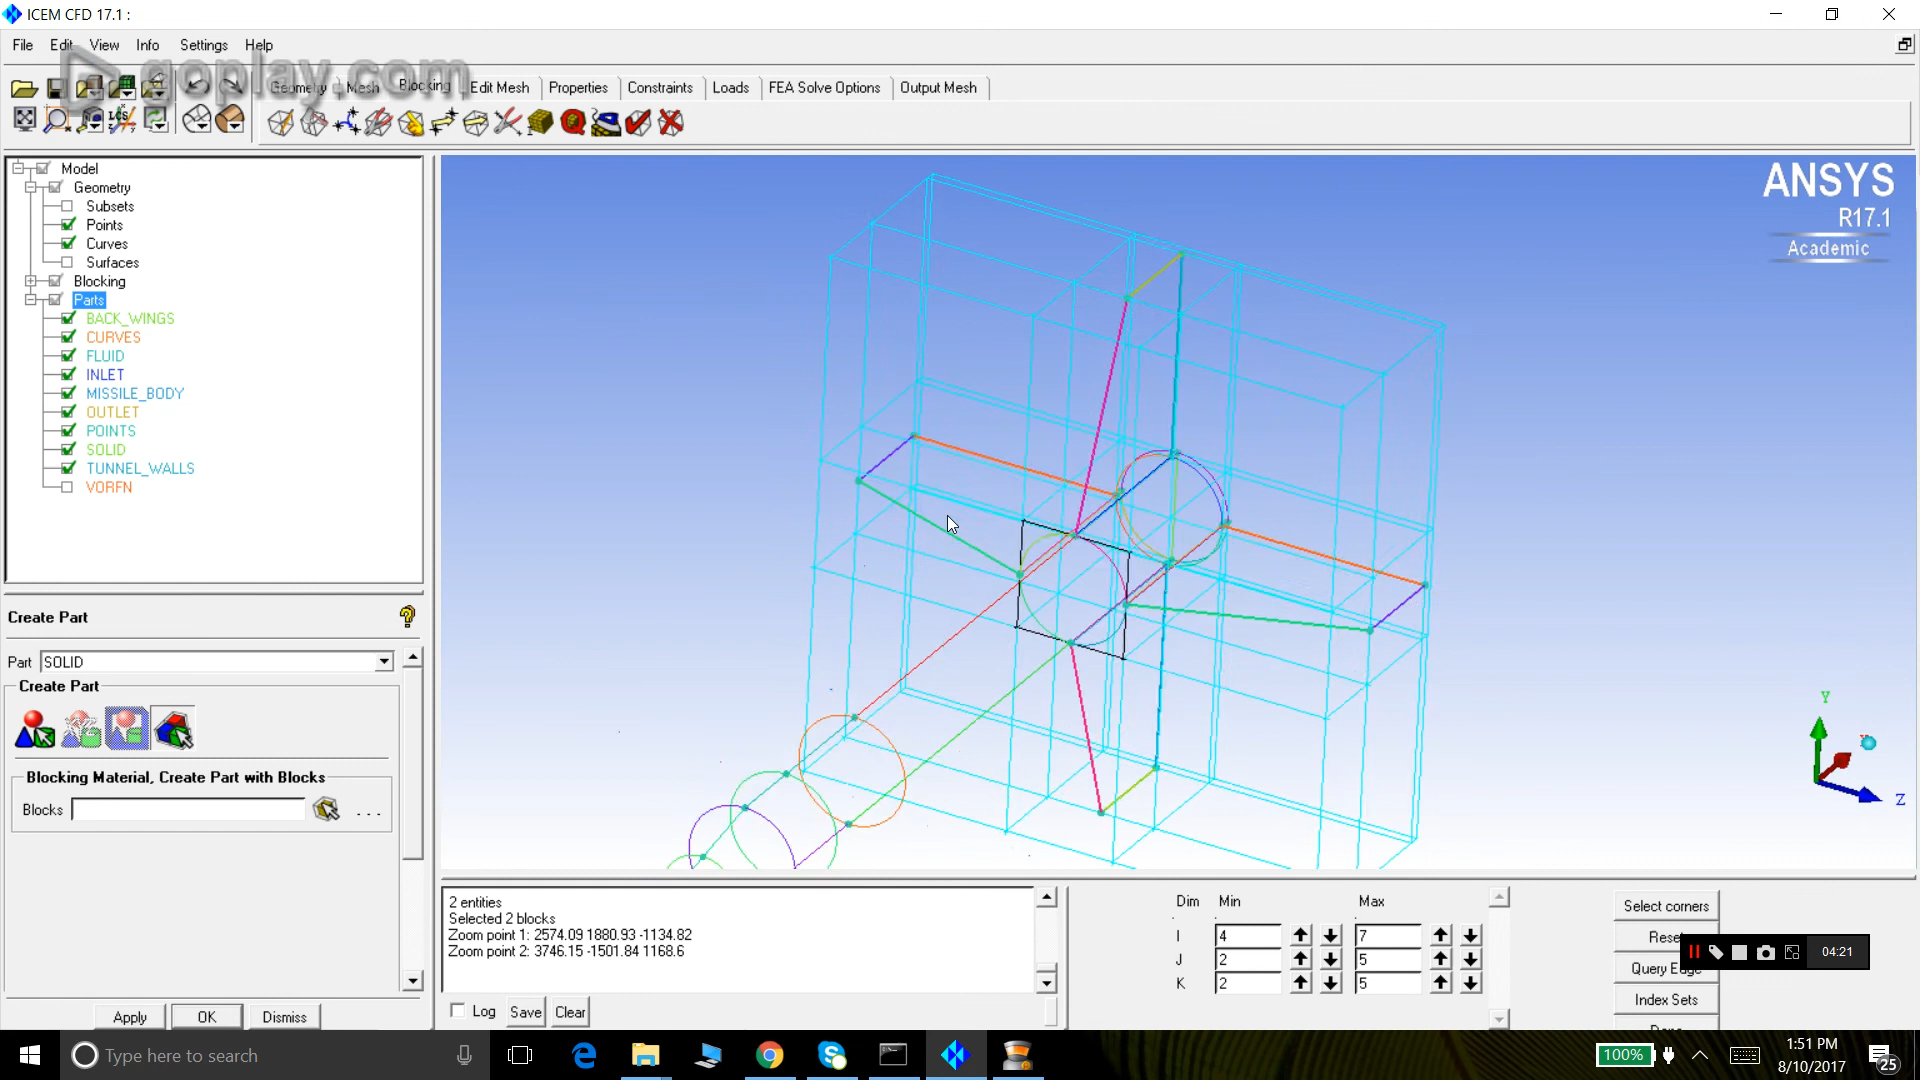 ICEM CFD 17.1 :
File Edit View Info Settings Help
goplay.com
Geometry Mesh Blocking Edit Mesh Properties Constraints Loads FEA Solve Options Output Mesh
LCS
Model
Geometry
Subsets
Points
Curves
Surfaces
Blocking
Parts
BACK_WINGS
CURVES
FLUID
INLET
MISSILE_BODY
OUTLET
POINTS
SOLID
TUNNEL_WALLS
VORFN
ANSYS
R17.1
Academic
Y
Z
Create Part
Part SOLID
Create Part
Blocking Material, Create Part with Blocks
Blocks ...
Apply OK Dismiss
2 entities
Selected 2 blocks
Zoom point 1: 2574.09 1880.93 -1134.82
Zoom point 2: 3746.15 -1501.84 1168.6
Log Save Clear
Dim Min Max
I 4 7
J 2 5
K 2 5
Select corners
Reset
Query Edge
Index Sets
Done
04:21
Type here to search
100%
1:51 PM
8/10/2017
25